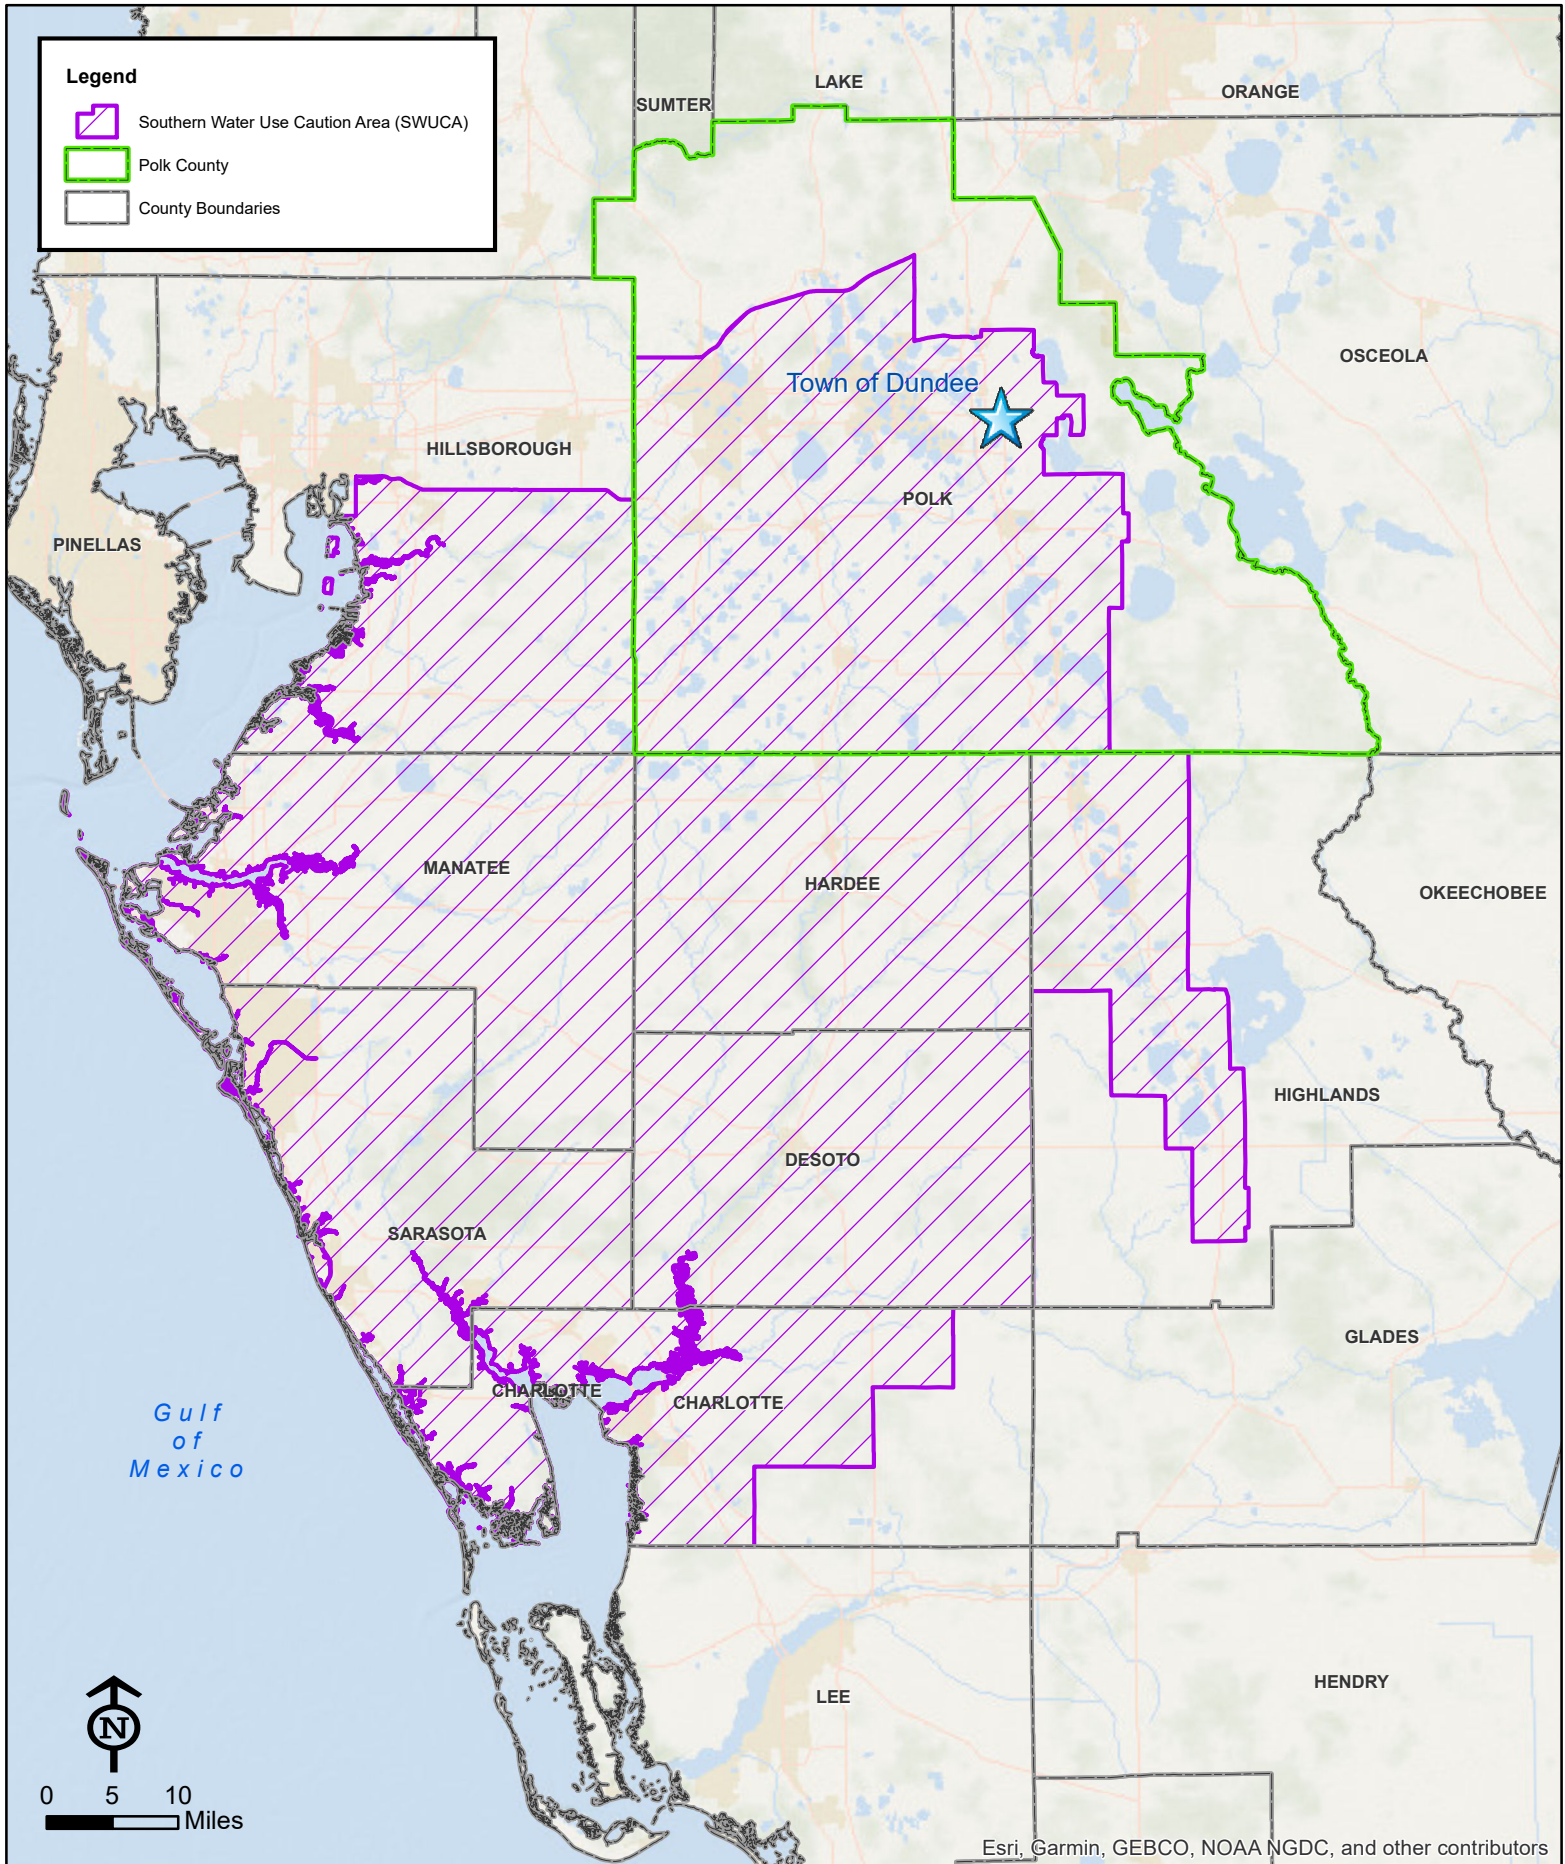 Legend
Southern Water Use Caution Area (SWUCA)
Polk County
County Boundaries
LAKE
SUMTER
ORANGE
OSCEOLA
Town of Dundee
HILLSBOROUGH
POLK
PINELLAS
MANATEE
HARDEE
OKEECHOBEE
HIGHLANDS
DESOTO
SARASOTA
GLADES
CHARLOTTE
CHARLOTTE
Gulf
of
Mexico
HENDRY
LEE
N
0 5 10
Miles
Esri, Garmin, GEBCO, NOAA NGDC, and other contributors